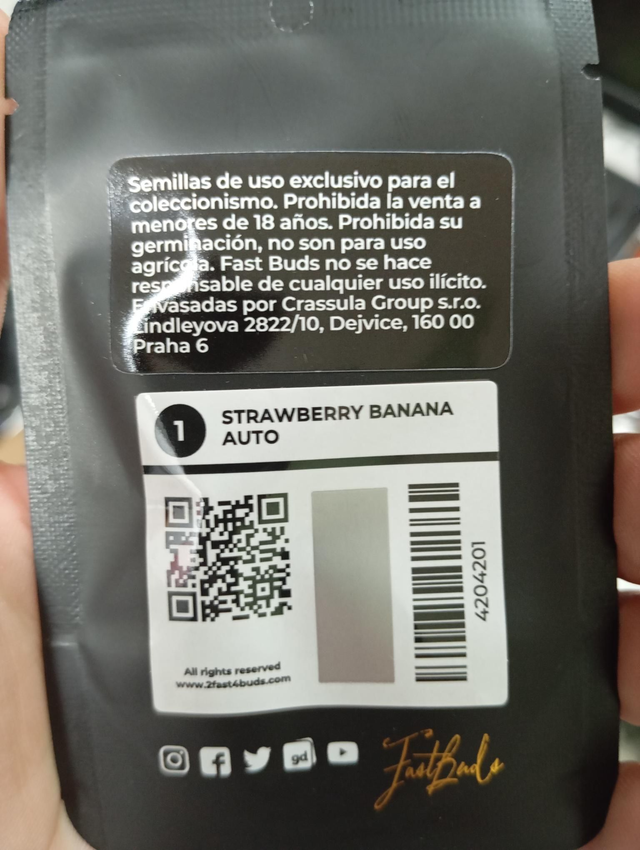 Semillas de uso exclusivo para el
coleccionismo. Prohibida la venta a
menores de 18 años. Prohibida su
germinación, no son para uso
agrícola. Fast Buds no se hace
responsable de cualquier uso ilícito.
Envasadas por Crassula Group s.r.o.
Lindleyova 2822/10, Dejvice, 160 00
Praha 6
1
STRAWBERRY BANANA
AUTO
4204201
All rights reserved
www.2fast4buds.com
gd
FastBuds